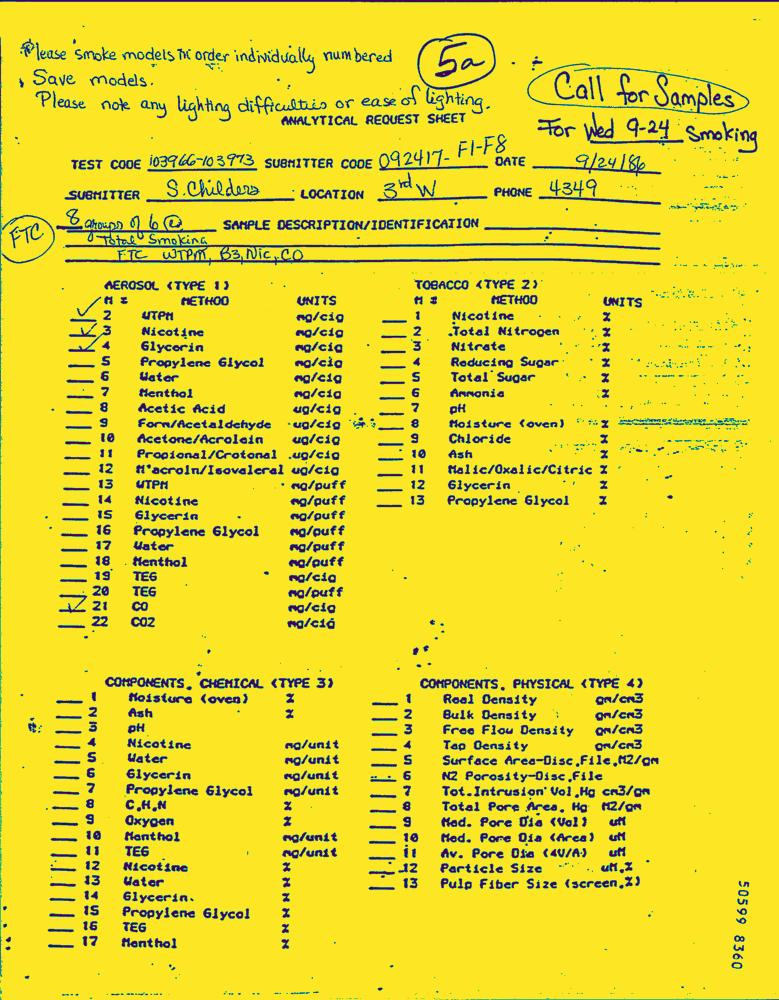 Please smoke models in order individually numbered
5a
Save models.
Please note any lighting difficulties or ease of lighting.
Call for Samples
For Wed 9-24 Smoking
ANALYTICAL REQUEST SHEET
TEST CODE 103966-103973 SUBMITTER CODE 092417- F1-F8 DATE 9/24/86
SUBMITTER S. Childers LOCATION 3rd W PHONE 4349
FTC
8 groups of 6 @ SAMPLE DESCRIPTION/IDENTIFICATION
Total Smoking
FTC WTPM, B3, Nic, CO
AEROSOL (TYPE 1)
M # METHOD UNITS
2 WTPM mg/cig
3 Nicotine mg/cig
4 Glycerin mg/cig
5 Propylene Glycol mg/cig
6 Water mg/cig
7 Menthol mg/cig
8 Acetic Acid ug/cig
9 Form/Acetaldehyde ug/cig
10 Acetone/Acrolein ug/cig
11 Propional/Crotonal ug/cig
12 M'acroln/Isovaleral ug/cig
13 WTPM mg/puff
14 Nicotine mg/puff
15 Glycerin mg/puff
16 Propylene Glycol mg/puff
17 Water mg/puff
18 Menthol mg/puff
19 TEG mg/cig
20 TEG mg/puff
21 CO mg/cig
22 CO2 mg/cig
TOBACCO (TYPE 2)
M # METHOD UNITS
1 Nicotine %
2 Total Nitrogen %
3 Nitrate %
4 Reducing Sugar %
5 Total Sugar %
6 Ammonia %
7 pH
8 Moisture (oven) %
9 Chloride %
10 Ash %
11 Malic/Oxalic/Citric %
12 Glycerin %
13 Propylene Glycol %
COMPONENTS, CHEMICAL (TYPE 3)
1 Moisture (oven) %
2 Ash %
3 pH
4 Nicotine mg/unit
5 Water mg/unit
6 Glycerin mg/unit
7 Propylene Glycol mg/unit
8 C,H,N %
9 Oxygen %
10 Menthol mg/unit
11 TEG mg/unit
12 Nicotine %
13 Water %
14 Glycerin %
15 Propylene Glycol %
16 TEG %
17 Menthol %
COMPONENTS, PHYSICAL (TYPE 4)
1 Real Density gm/cm3
2 Bulk Density gm/cm3
3 Free Flow Density gm/cm3
4 Tap Density gm/cm3
5 Surface Area-Disc,File,M2/gm
6 N2 Porosity-Disc,File
7 Tot.Intrusion Vol,Hg cm3/gm
8 Total Pore Area, Hg M2/gm
9 Med. Pore Dia (Vol) uM
10 Med. Pore Dia (Area) uM
11 Av. Pore Dia (4V/A) uM
12 Particle Size uM,%
13 Pulp Fiber Size (screen,%)
50599 8360